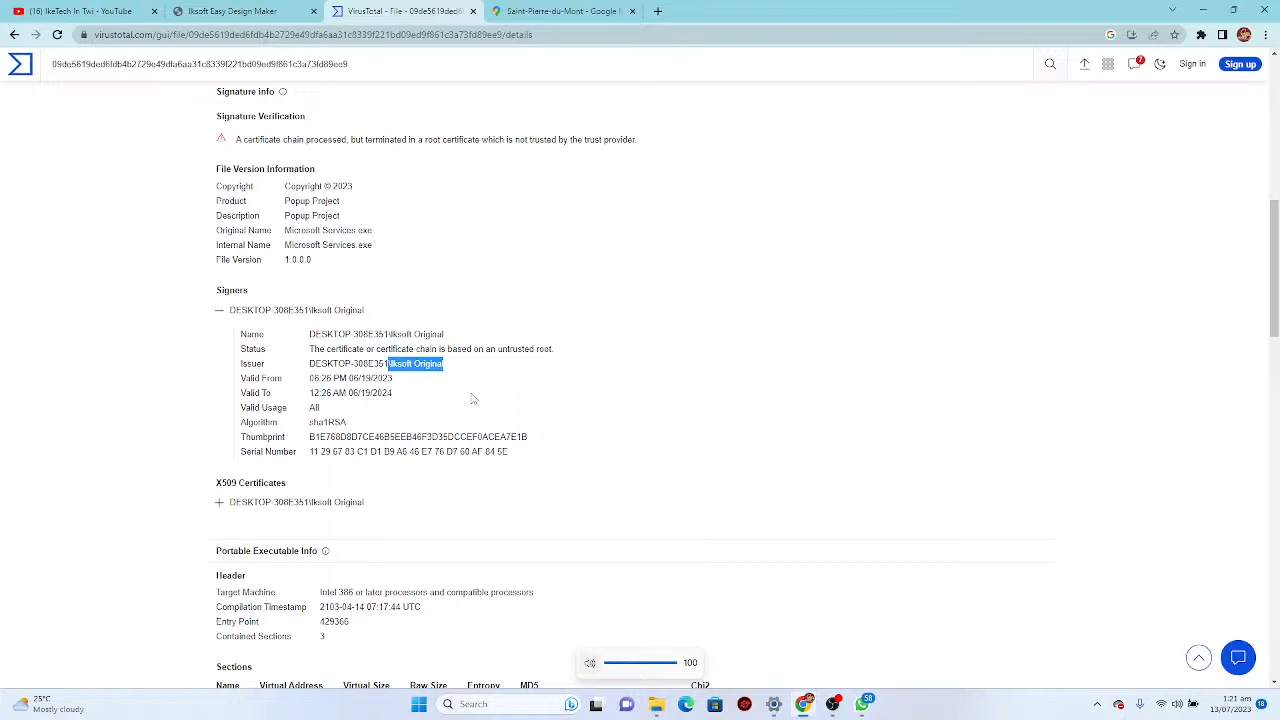 (16) IkeTech In Twi - YouTube
Iksoft Easy Design Maker
VirusTotal - File - 09de5619ded6f
Saint-Pierre-du-Mont - Google
virustotal.com/gui/file/09de5619ded6fdb4b2729e49dfa6aa31c8339f221bd09ed9f861c3a73fd89ee9/details
09de5619ded6fdb4b2729e49dfa6aa31c8339f221bd09ed9f861c3a73fd89ee9
7
Sign in
Sign up
Signature info
Signature Verification
A certificate chain processed, but terminated in a root certificate which is not trusted by the trust provider.
File Version Information
Copyright Copyright © 2023
Product Popup Project
Description Popup Project
Original Name Microsoft Services.exe
Internal Name Microsoft Services.exe
File Version 1.0.0.0
Signers
DESKTOP-308E351\Iksoft Original
Name DESKTOP-308E351\Iksoft Original
Status The certificate or certificate chain is based on an untrusted root.
Issuer DESKTOP-308E351\Iksoft Original
Valid From 06:26 PM 06/19/2023
Valid To 12:26 AM 06/19/2024
Valid Usage All
Algorithm sha1RSA
Thumbprint B1E768D8D7CE46B5EEB46F3D35DCCEF0ACEA7E1B
Serial Number 11 29 67 83 C1 D1 B9 A6 46 E7 76 D7 60 AF 84 5E
X509 Certificates
DESKTOP-308E351\Iksoft Original
Portable Executable Info
Header
Target Machine Intel 386 or later processors and compatible processors
Compilation Timestamp 2103-04-14 07:17:44 UTC
Entry Point 429366
Contained Sections 3
Sections
Name Virtual Address Virtual Size Raw Size Entropy MD5 Chi2
100
25°C
Mostly cloudy
Search
58
1:21 am
13/07/2023
18